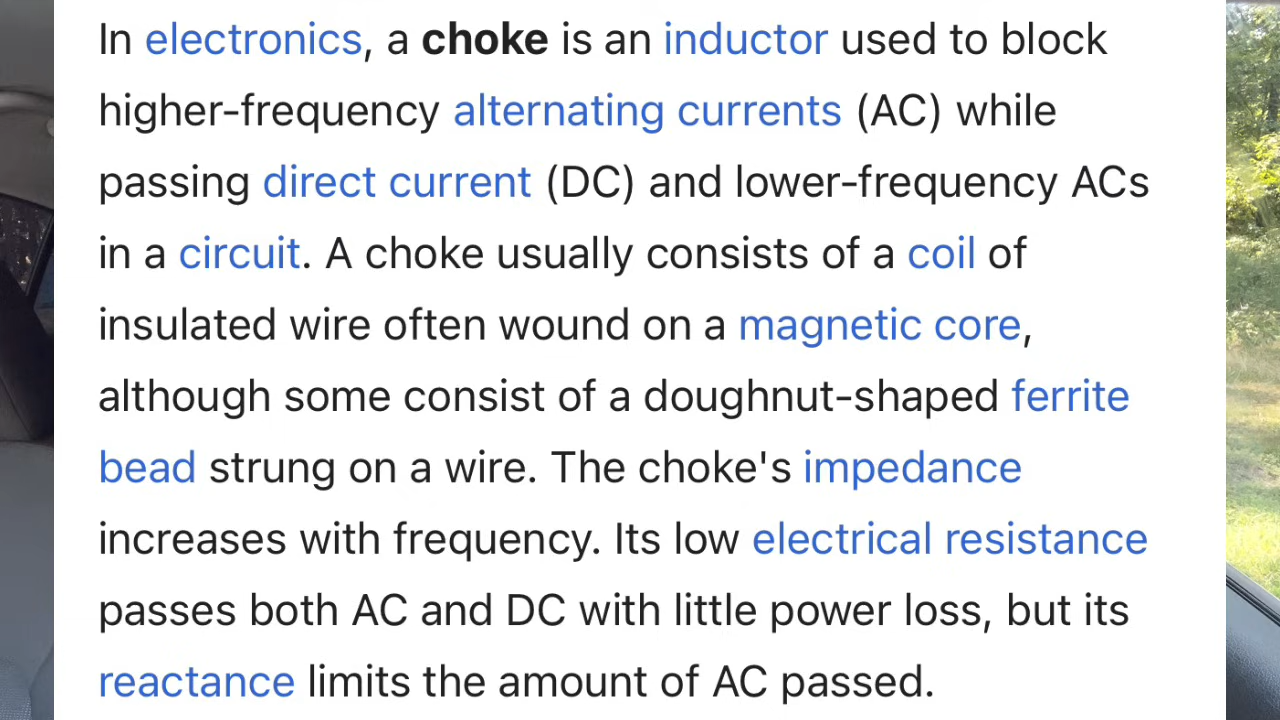 In electronics, a choke is an inductor used to block
higher-frequency alternating currents (AC) while
passing direct current (DC) and lower-frequency ACs
in a circuit. A choke usually consists of a coil of
insulated wire often wound on a magnetic core,
although some consist of a doughnut-shaped ferrite
bead strung on a wire. The choke's impedance
increases with frequency. Its low electrical resistance
passes both AC and DC with little power loss, but its
reactance limits the amount of AC passed.